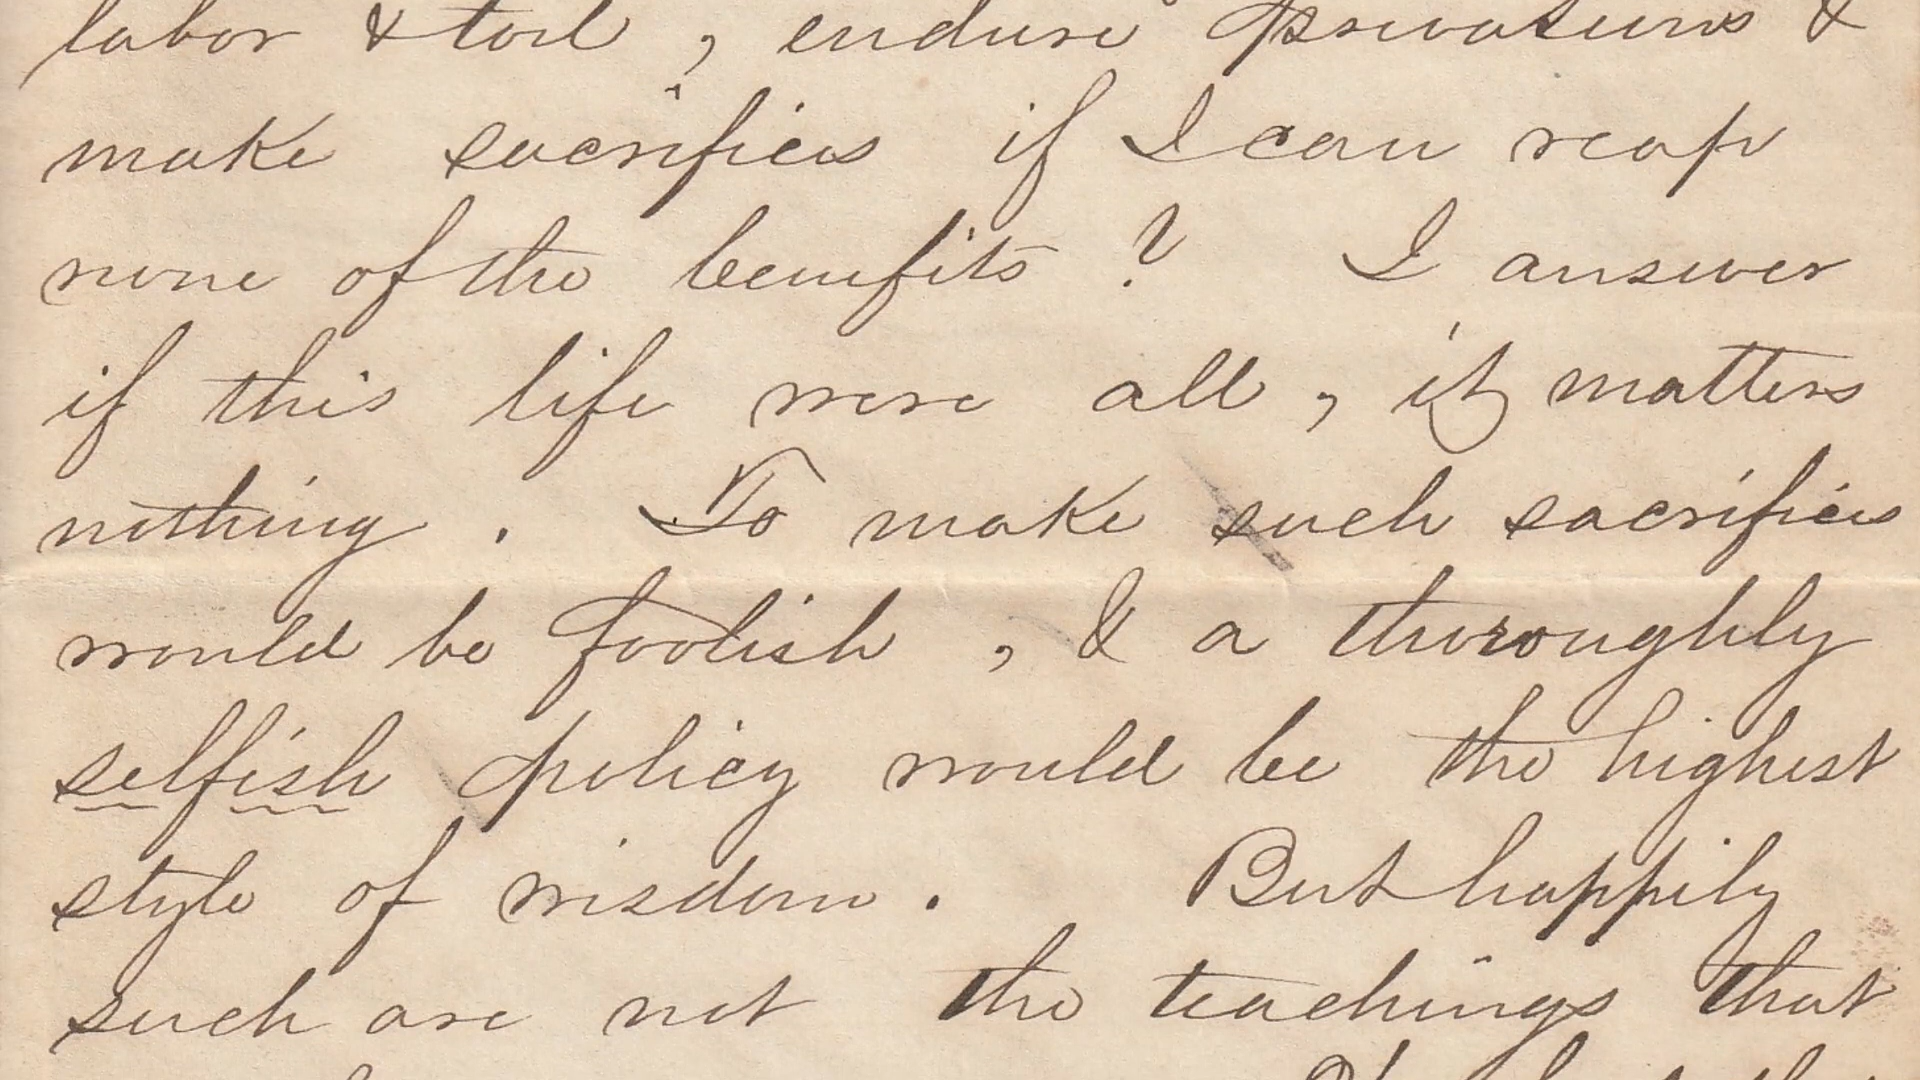 labor & toil , endure privations &
make sacrifices if I can reap
none of the benefits ? I answer
if this life were all , it matters
nothing . To make such sacrifices
would be foolish , & a thoroughly
selfish policy would be the highest
style of wisdom . But happily
such are not the teachings that